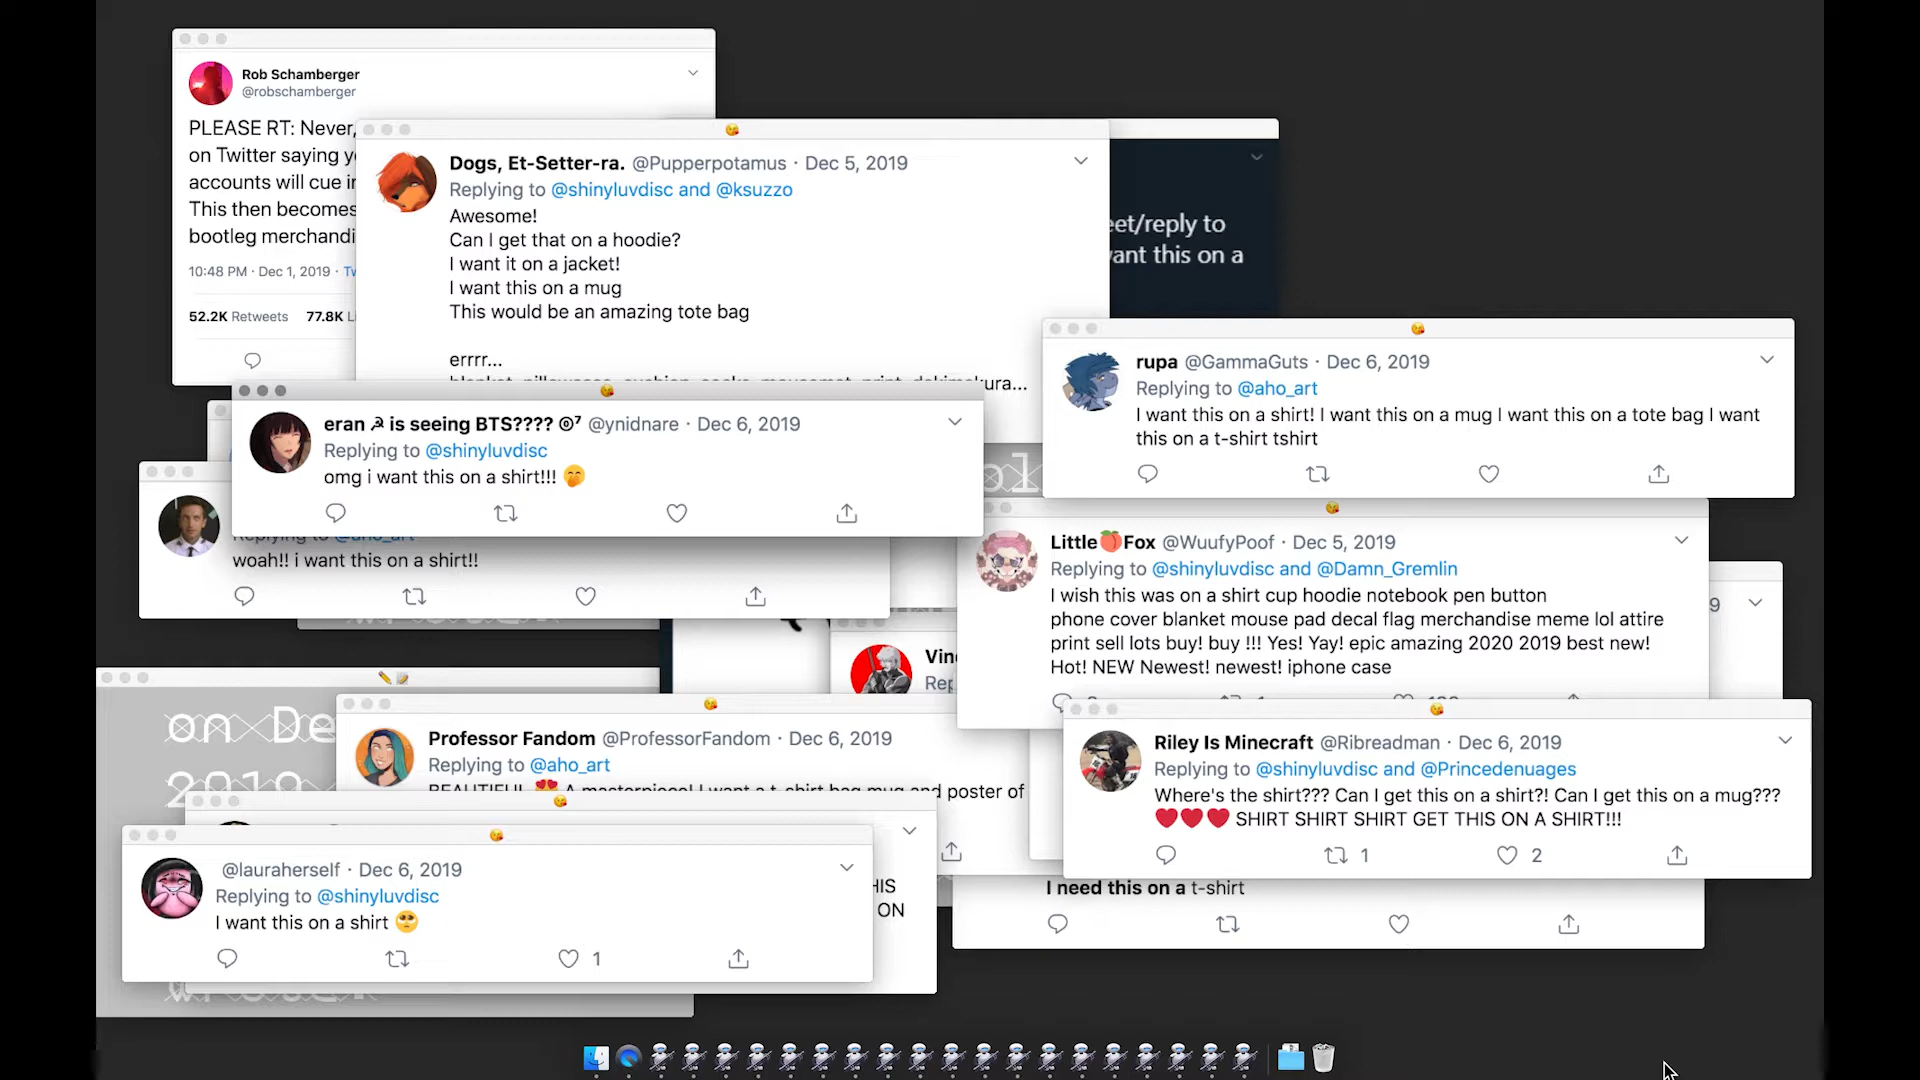 Rob Schamberger
@robschamberger
PLEASE RT: Never,
on Twitter saying
accounts will cue
This then becomes
bootleg
10:48 PM · Dec 1, 2019 ·
52.2K Retweets 77.8K
Dogs, Et-Setter-ra. @Pupperpotamus · Dec 5, 2019
Replying to @shinyluvdisc and @ksuzzo
Awesome!
Can I get that on a hoodie?
I want it on a jacket!
I want this on a mug
This would be an amazing tote bag
errrr...
eet/reply to
want this on a
rupa @GammaGuts · Dec 6, 2019
Replying to @aho_art
I want this on a shirt! I want this on a mug I want this on a tote bag I want
this on a t-shirt tshirt
eran ☭ is seeing BTS???? ⊙⁷ @ynidnare · Dec 6, 2019
Replying to @shinyluvdisc
omg i want this on a shirt!!! 🤭
Replying to @aho_art
woah!! i want this on a shirt!!
Little🍑Fox @WuufyPoof · Dec 5, 2019
Replying to @shinyluvdisc and @Damn_Gremlin
I wish this was on a shirt cup hoodie notebook pen button
phone cover blanket mouse pad decal flag merchandise meme lol attire
print sell lots buy! buy !!! Yes! Yay! epic amazing 2020 2019 best new!
Hot! NEW Newest! newest! iphone case
9
Vin
Rep
on De
2019
Professor Fandom @ProfessorFandom · Dec 6, 2019
Replying to @aho_art
BEAUTIFUL 😍 A masterpiece! I want a t-shirt bag mug and poster of
Riley Is Minecraft @Ribreadman · Dec 6, 2019
Replying to @shinyluvdisc and @Princedenuages
Where's the shirt??? Can I get this on a shirt?! Can I get this on a mug???
❤️❤️❤️ SHIRT SHIRT SHIRT GET THIS ON A SHIRT!!!
1 2
I need this on a t-shirt
HIS
ON
@lauraherself · Dec 6, 2019
Replying to @shinyluvdisc
I want this on a shirt 🥺
1